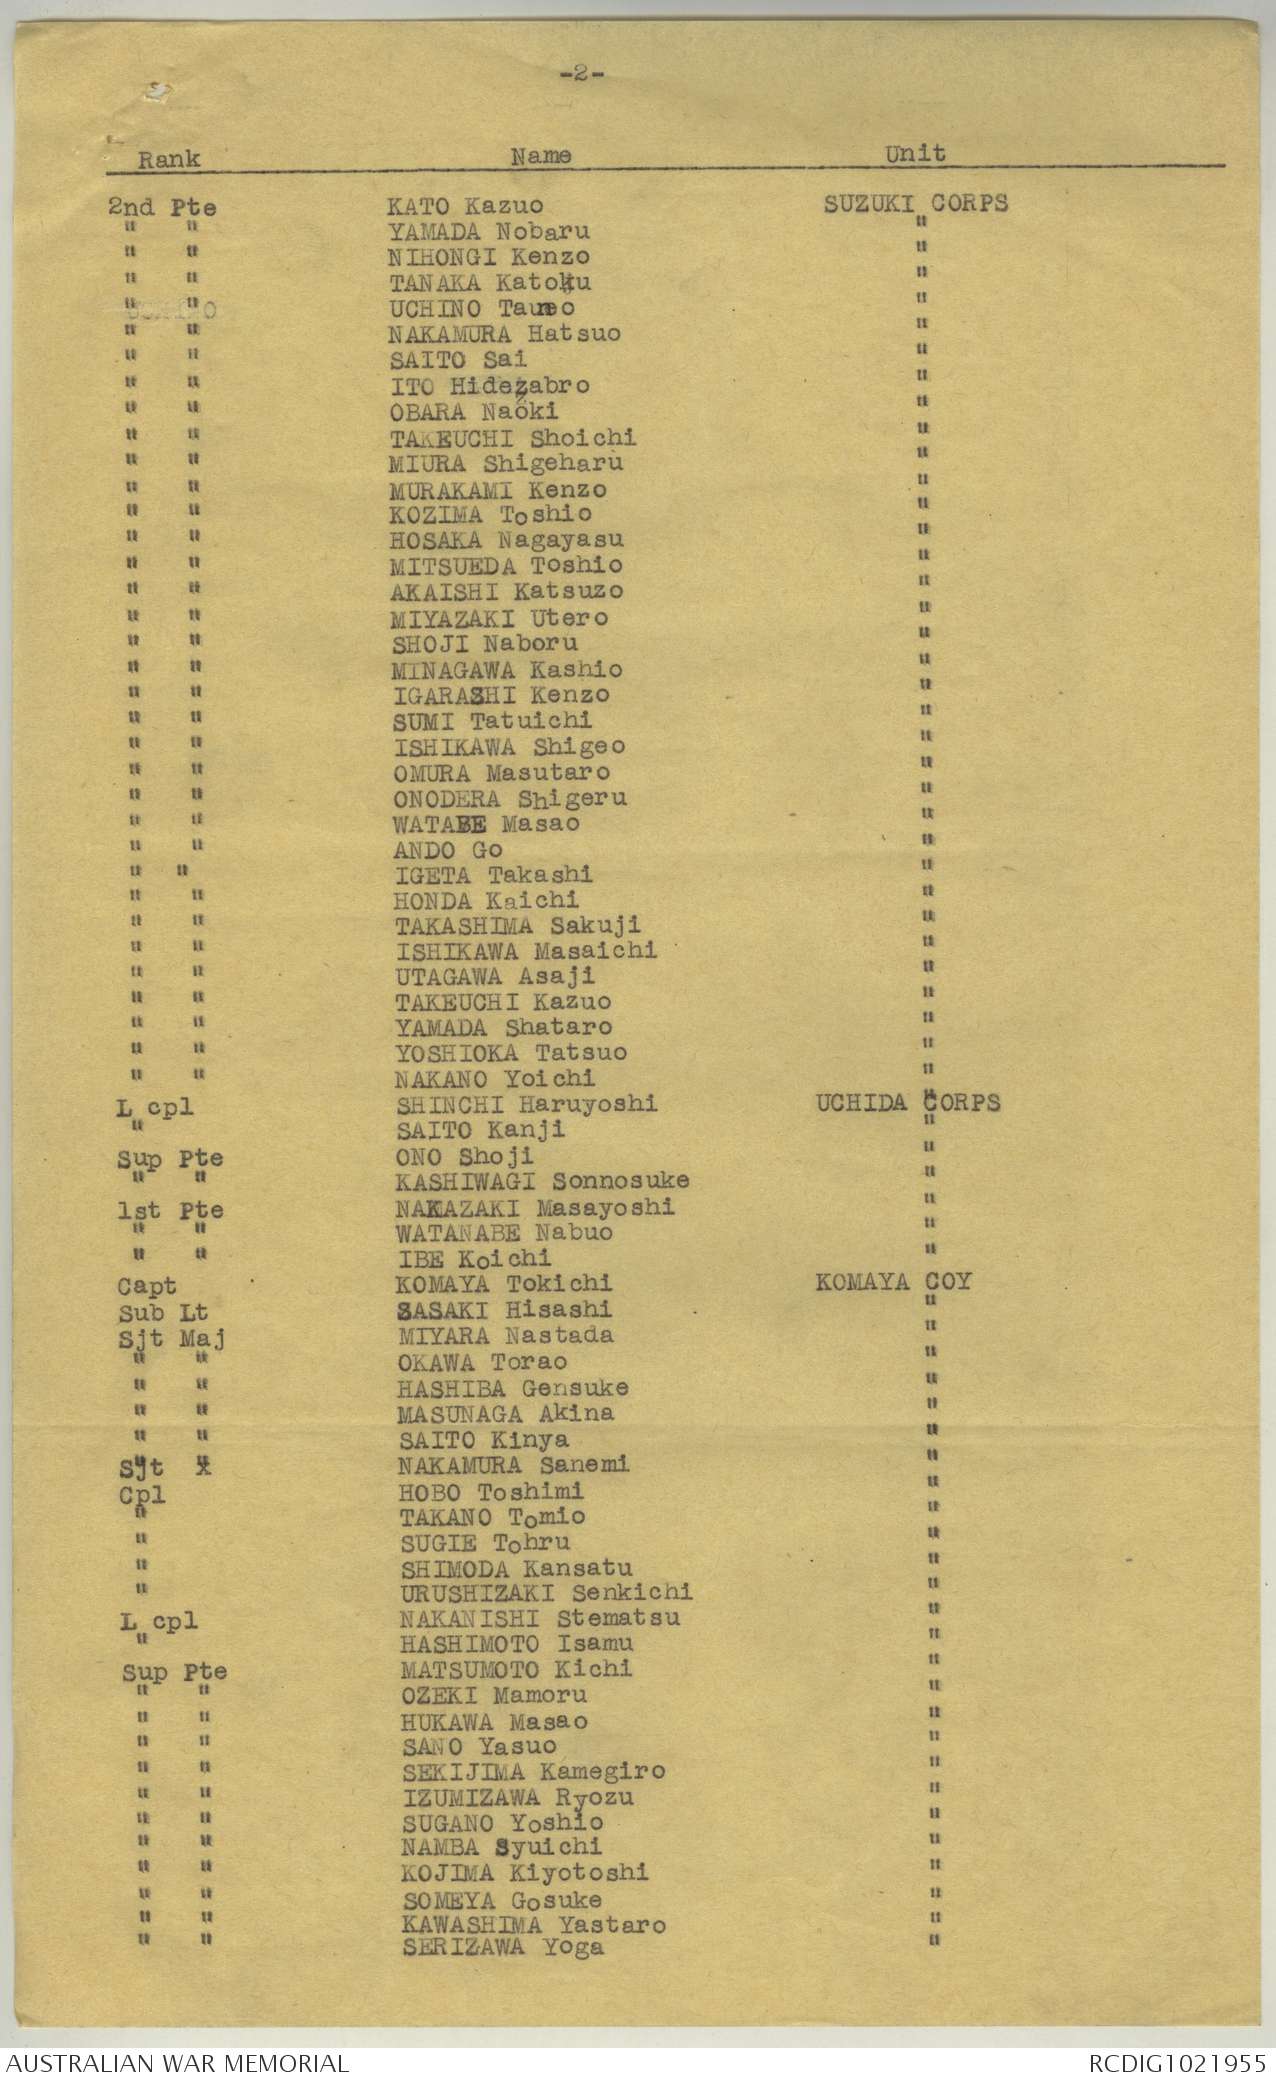 -2-
Rank Name Unit
2nd Pte KATO Kazuo SUZUKI CORPS
" " YAMADA Nobaru "
" " NIHONGI Kenzo "
" " TANAKA Katoku "
" " UCHINO Tauneo "
" " NAKAMURA Hatsuo "
" " SAITO Sai "
" " ITO Hidezabro "
" " OBARA Naoki "
" " TAKEUCHI Shoichi "
" " MIURA Shigeharu "
" " MURAKAMI Kenzo "
" " KOZIMA Toshio "
" " HOSAKA Nagayasu "
" " MITSUEDA Toshio "
" " AKAISHI Katsuzo "
" " MIYAZAKI Utero "
" " SHOJI Naboru "
" " MINAGAWA Kashio "
" " IGARASHI Kenzo "
" " SUMI Tatuichi "
" " ISHIKAWA Shigeo "
" " OMURA Masutaro "
" " ONODERA Shigeru "
" " WATABE Masao "
" " ANDO Go "
" " IGETA Takashi "
" " HONDA Kaichi "
" " TAKASHIMA Sakuji "
" " ISHIKAWA Masaichi "
" " UTAGAWA Asaji "
" " TAKEUCHI Kazuo "
" " YAMADA Shataro "
" " YOSHIOKA Tatsuo "
" " NAKANO Yoichi "
L cpl SHINCHI Haruyoshi UCHIDA CORPS
" SAITO Kanji "
Sup Pte ONO Shoji "
" " KASHIWAGI Sonnosuke "
1st Pte NAKAZAKI Masayoshi "
" " WATANABE Nabuo "
" " IBE Koichi "
Capt KOMAYA Tokichi KOMAYA COY
Sub Lt SASAKI Hisashi "
Sjt Maj MIYARA Nastada "
" " OKAWA Torao "
" " HASHIBA Gensuke "
" " MASUNAGA Akina "
" " SAITO Kinya "
Sjt NAKAMURA Sanemi "
Cpl HOBO Toshimi "
" TAKANO Tomio "
" SUGIE Tohru "
" SHIMODA Kansatu "
" URUSHIZAKI Senkichi "
L cpl NAKANISHI Stematsu "
" HASHIMOTO Isamu "
Sup Pte MATSUMOTO Kichi "
" " OZEKI Mamoru "
" " HUKAWA Masao "
" " SANO Yasuo "
" " SEKIJIMA Kamegiro "
" " IZUMIZAWA Ryozu "
" " SUGANO Yoshio "
" " NAMBA Syuichi "
" " KOJIMA Kiyotoshi "
" " SOMEYA Gosuke "
" " KAWASHIMA Yastaro "
" " SERIZAWA Yoga "
AUSTRALIAN WAR MEMORIAL RCDIG1021955